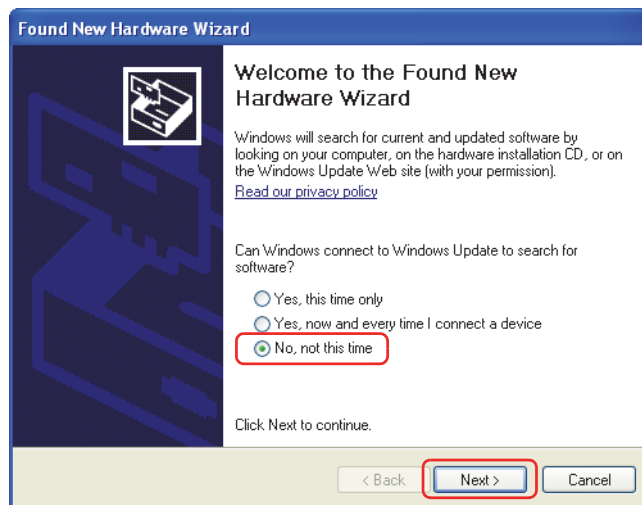 Found New Hardware Wizard
Welcome to the Found New
Hardware Wizard
Windows will search for current and updated software by
looking on your computer, on the hardware installation CD, or on
the Windows Update Web site (with your permission).
Read our privacy policy
Can Windows connect to Windows Update to search for
software?
Yes, this time only
Yes, now and every time I connect a device
No, not this time
Click Next to continue.
< Back Next > Cancel